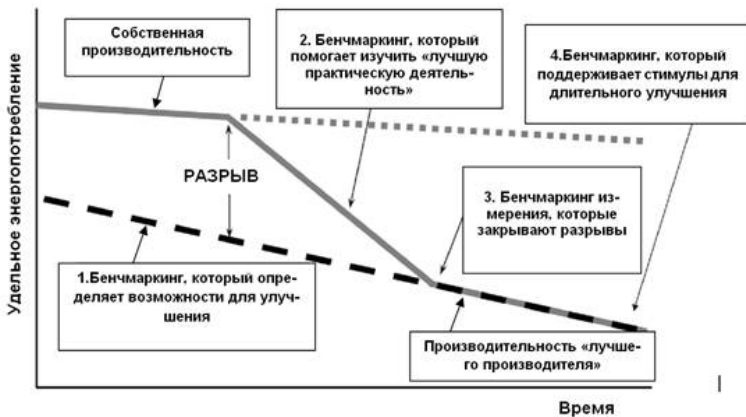 Собственная
производительность
2. Бенчмаркинг, который
помогает изучить «лучшую
практическую деятель-
ность»
4.Бенчмаркинг, который
поддерживает стимулы для
длительного улучшения
Удельное энергопотребление
РАЗРЫВ
3. Бенчмаркинг из-
мерения, которые
закрывают разрывы
1.Бенчмаркинг, который опре-
деляет возможности для улуч-
шения
Производительность «лучше-
го производителя»
Время